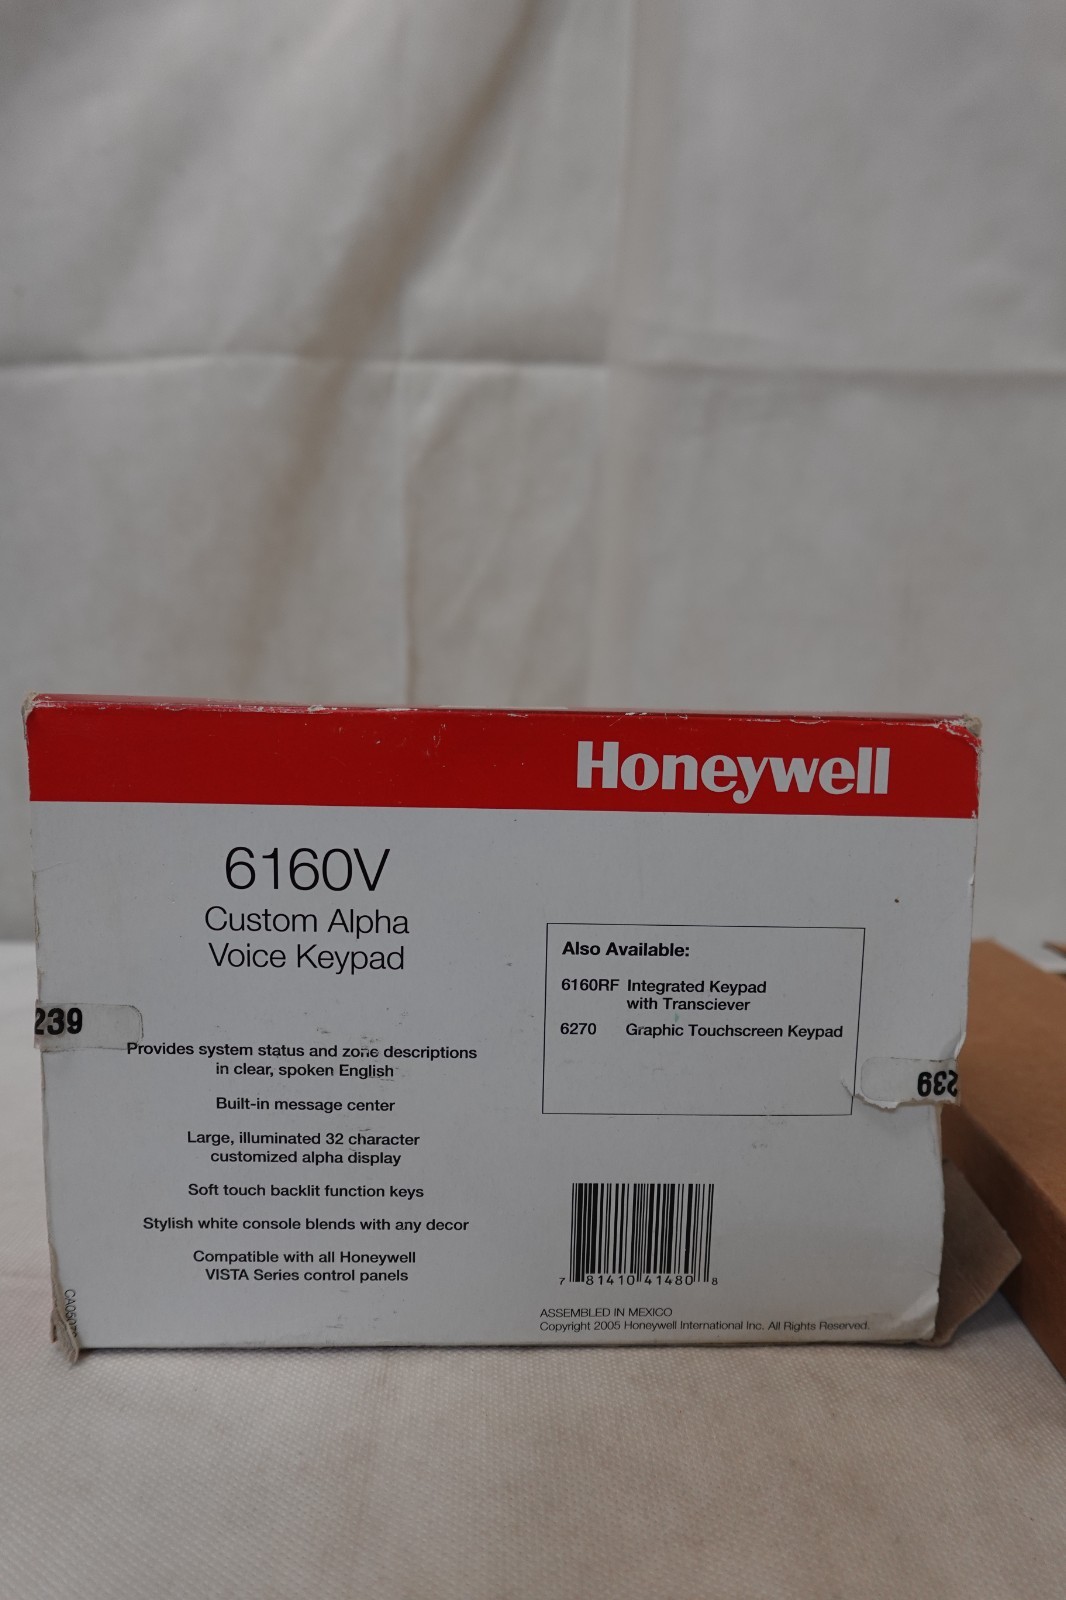 Honeywell
6160V
Custom Alpha
Voice Keypad
239
Provides system status and zone descriptions
in clear, spoken English
Built-in message center
Large, illuminated 32 character
customized alpha display
Soft touch backlit function keys
Stylish white console blends with any decor
Compatible with all Honeywell
VISTA Series control panels
Also Available:
6160RF Integrated Keypad
with Transciever
6270 Graphic Touchscreen Keypad
239
7 81410 41480 8
ASSEMBLED IN MEXICO
Copyright 2005 Honeywell International Inc. All Rights Reserved.